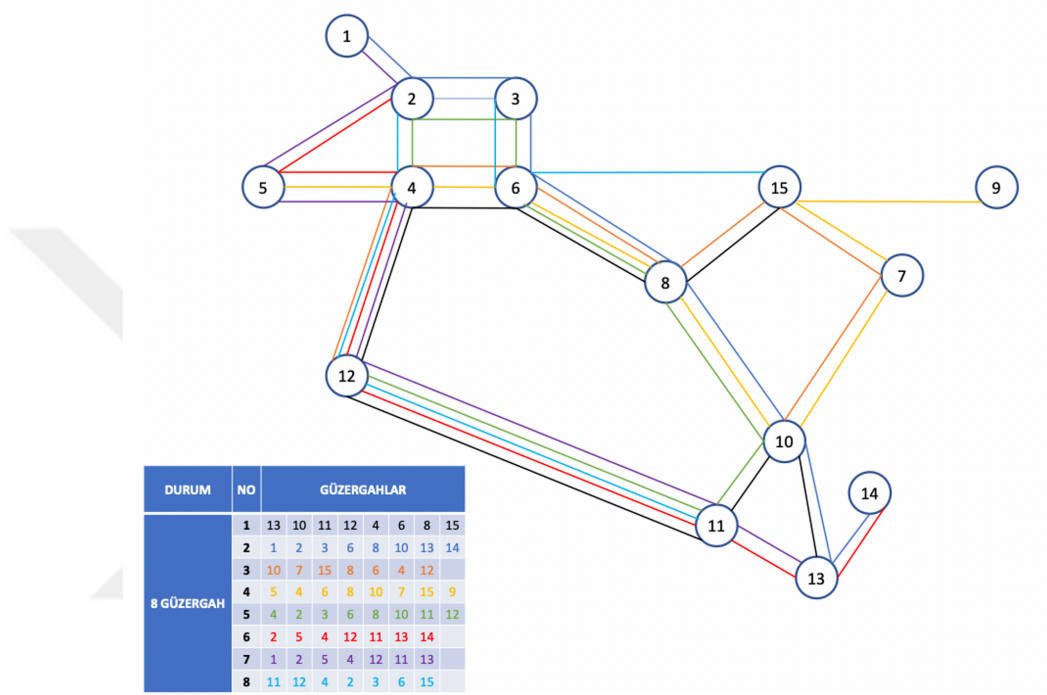 1
2
3
5
4
6
15
9
7
8
12
10
14
11
13
DURUM NO GÜZERGAHLAR
8 GÜZERGAH
1 13 10 11 12 4 6 8 15
2 1 2 3 6 8 10 13 14
3 10 7 15 8 6 4 12
4 5 4 6 8 10 7 15 9
5 4 2 3 6 8 10 11 12
6 2 5 4 12 11 13 14
7 1 2 5 4 12 11 13
8 11 12 4 2 3 6 15